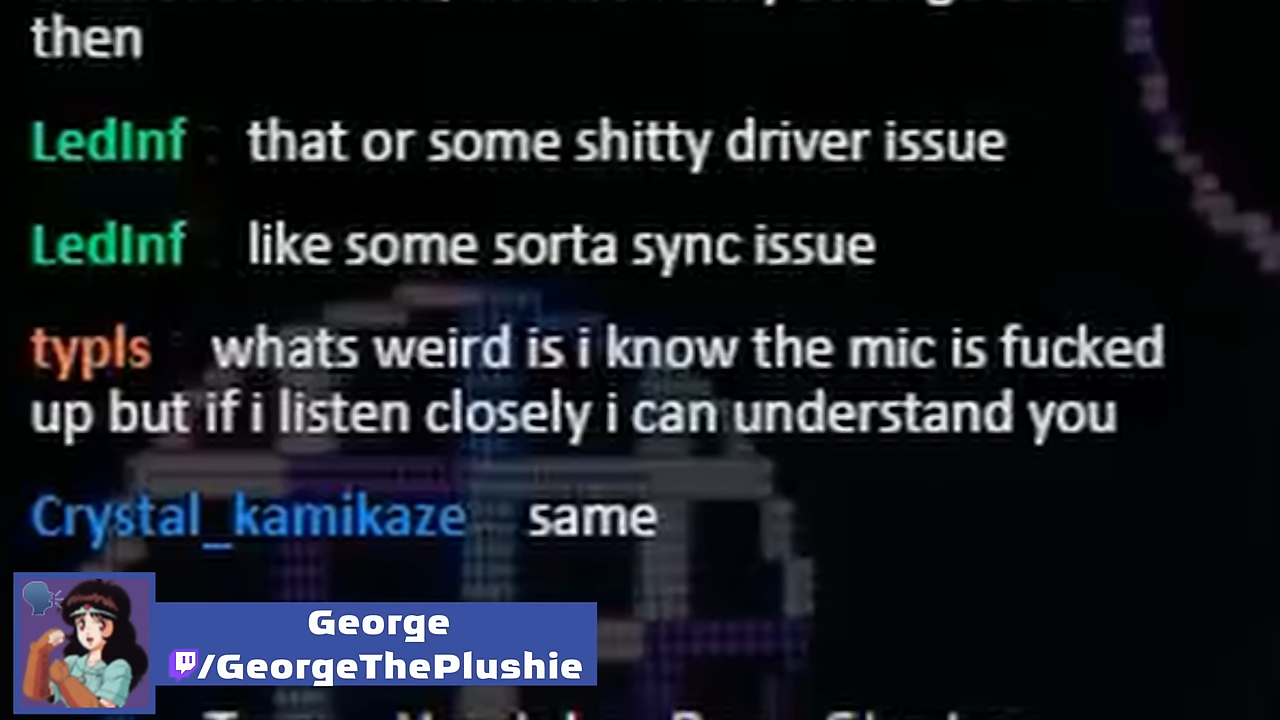 then
LedInf that or some shitty driver issue
LedInf like some sorta sync issue
typls whats weird is i know the mic is fucked
up but if i listen closely i can understand you
Crystal_kamikaze same
George
/GeorgeThePlushie